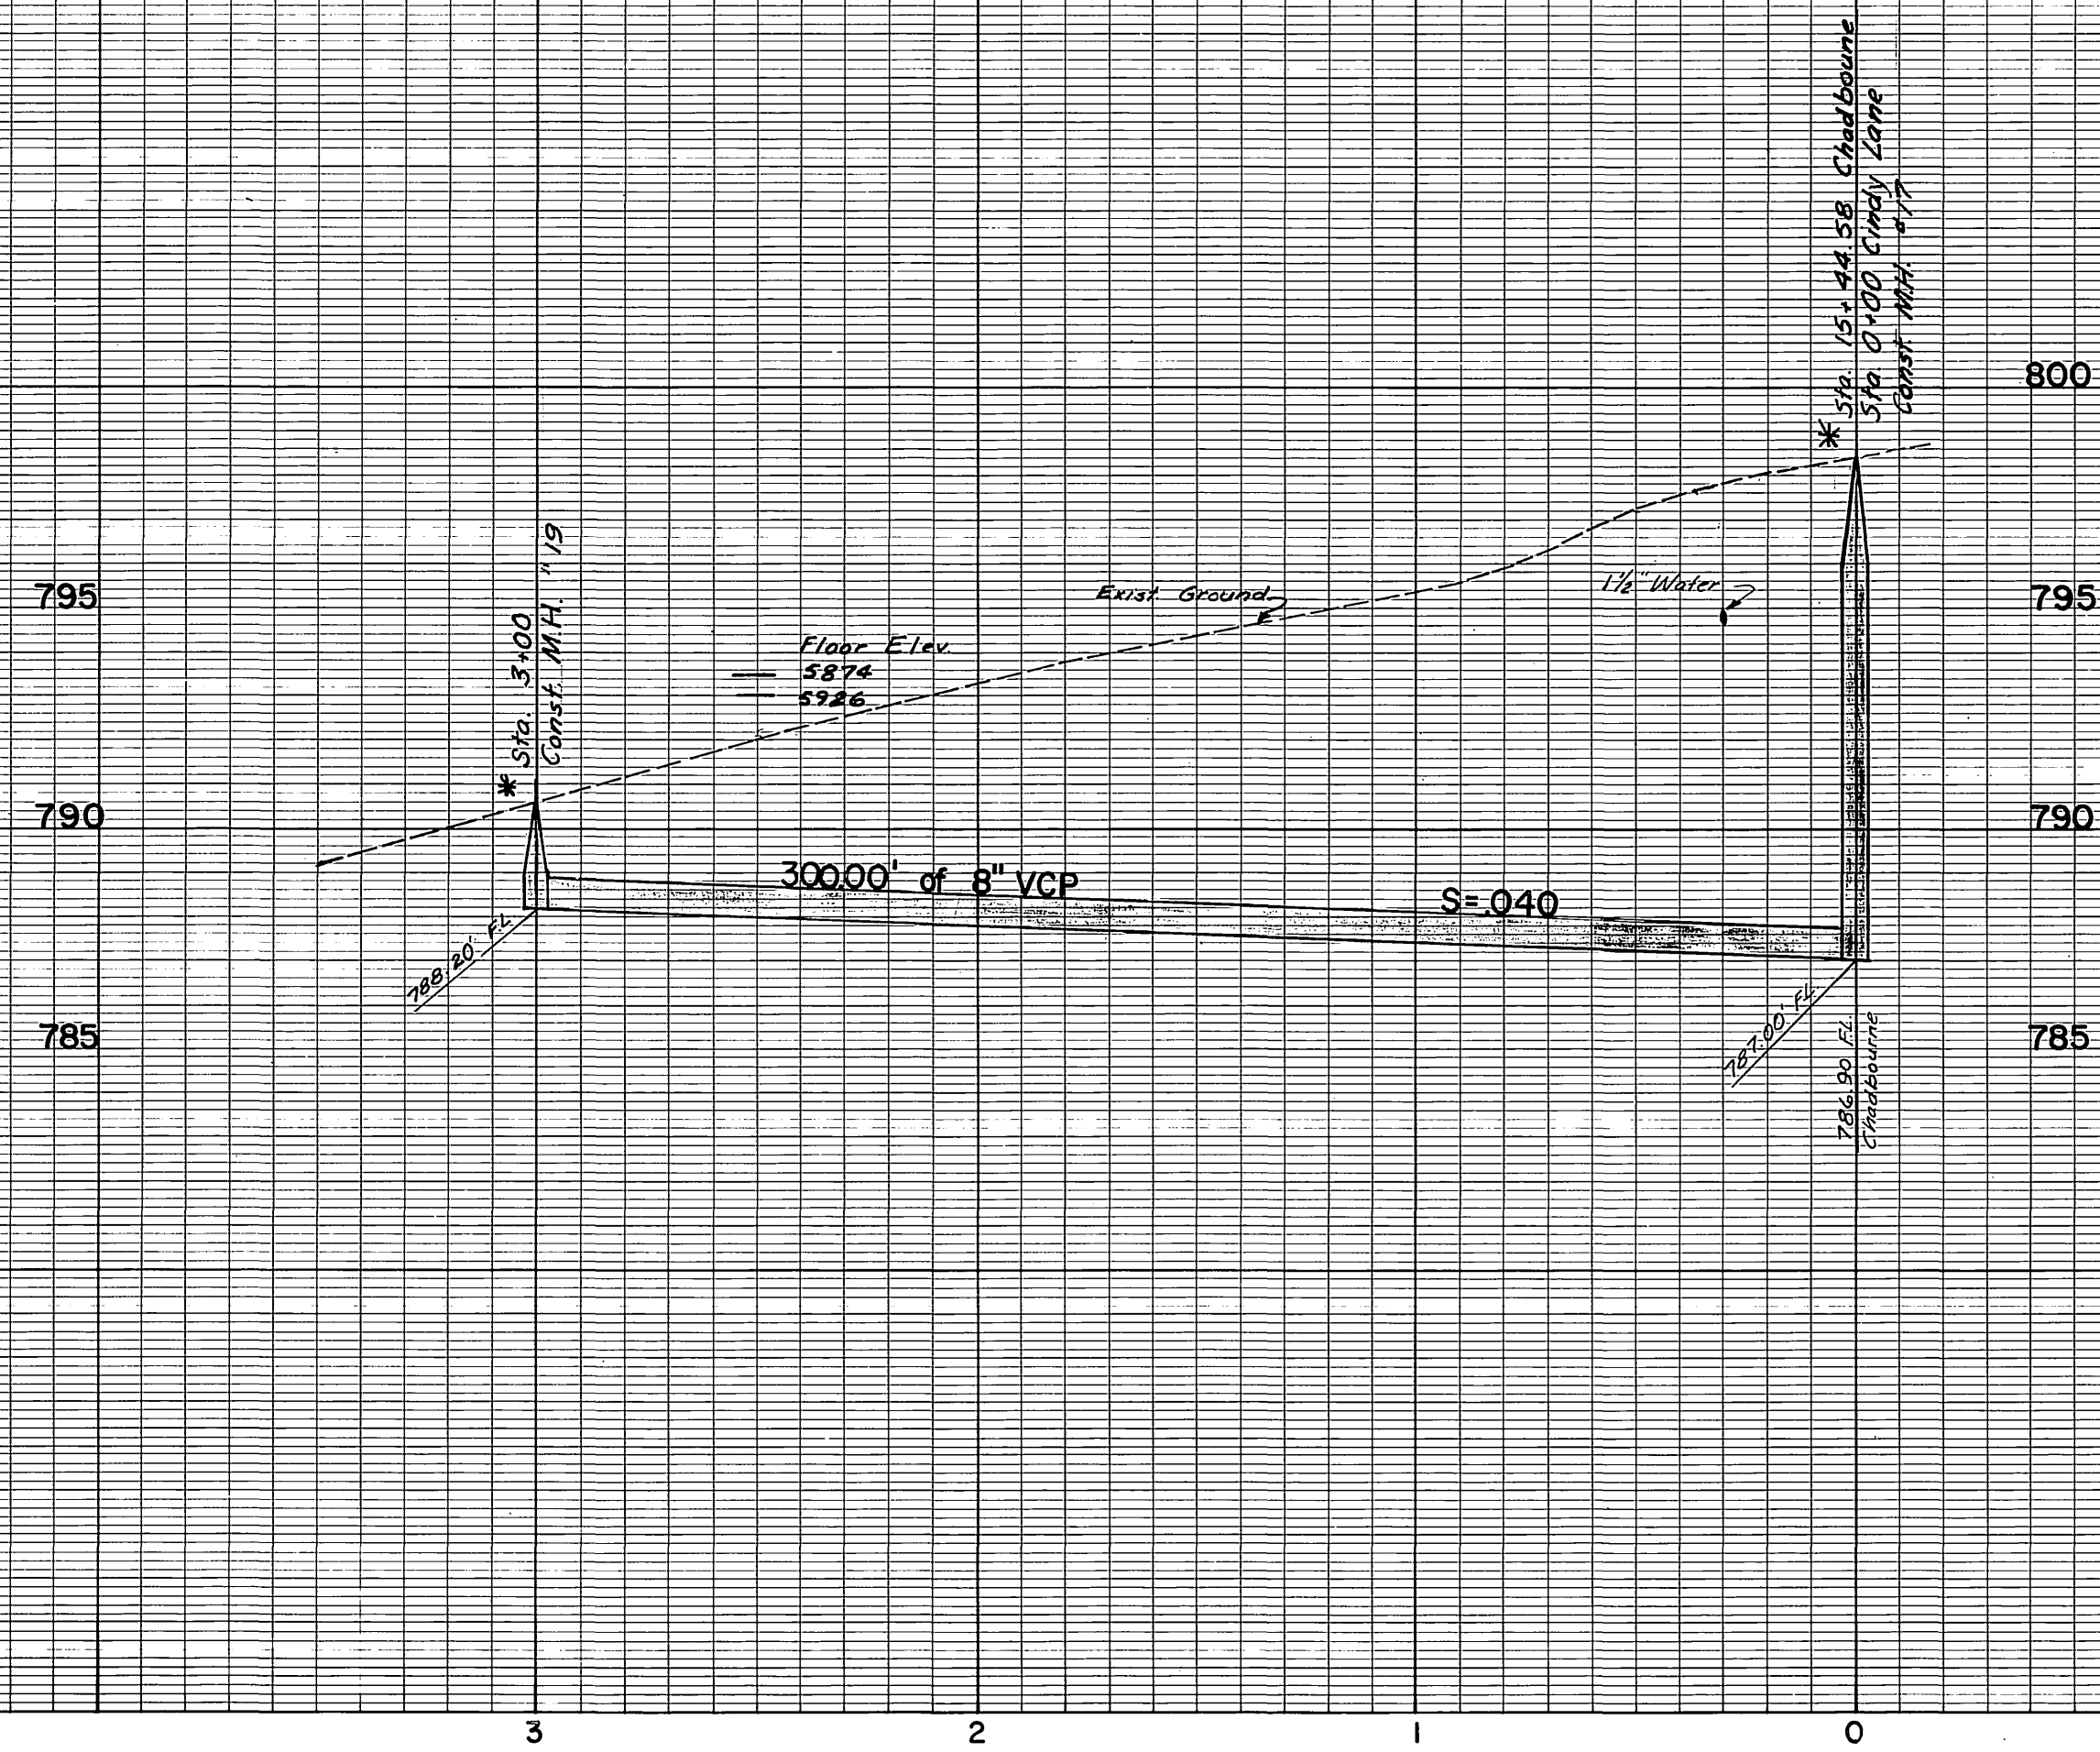 * Sta. 15+44.58 Chadboune
Sta. 0+00 Cindy Lane
Const. M.H. #17
800
795
795
* Sta. 3+00
Const. M.H. "19
Exist. Ground
1½" Water
Floor Elev.
5874
5926
790
790
300.00' of 8" VCP
S=.040
788.20' F.L
787.00' F.L.
786.90 F.L.
Chadbourne
785
785
3
2
1
0